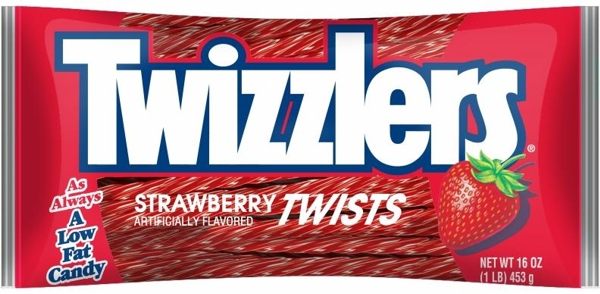 Twizzlers®
STRAWBERRY TWISTS
ARTIFICIALLY FLAVORED
As
Always
A
Low
Fat
Candy
NET WT 16 OZ
(1 LB) 453 g